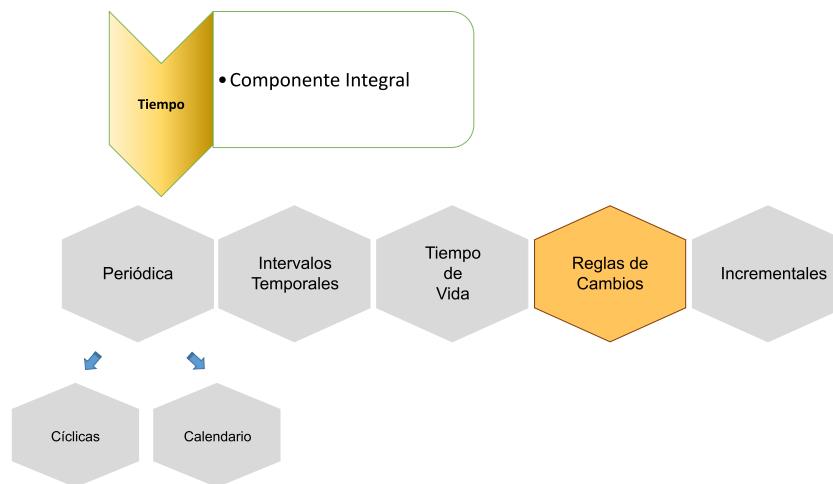 Tiempo
• Componente Integral
Periódica
Intervalos
Temporales
Tiempo
de
Vida
Reglas de
Cambios
Incrementales
Cíclicas
Calendario